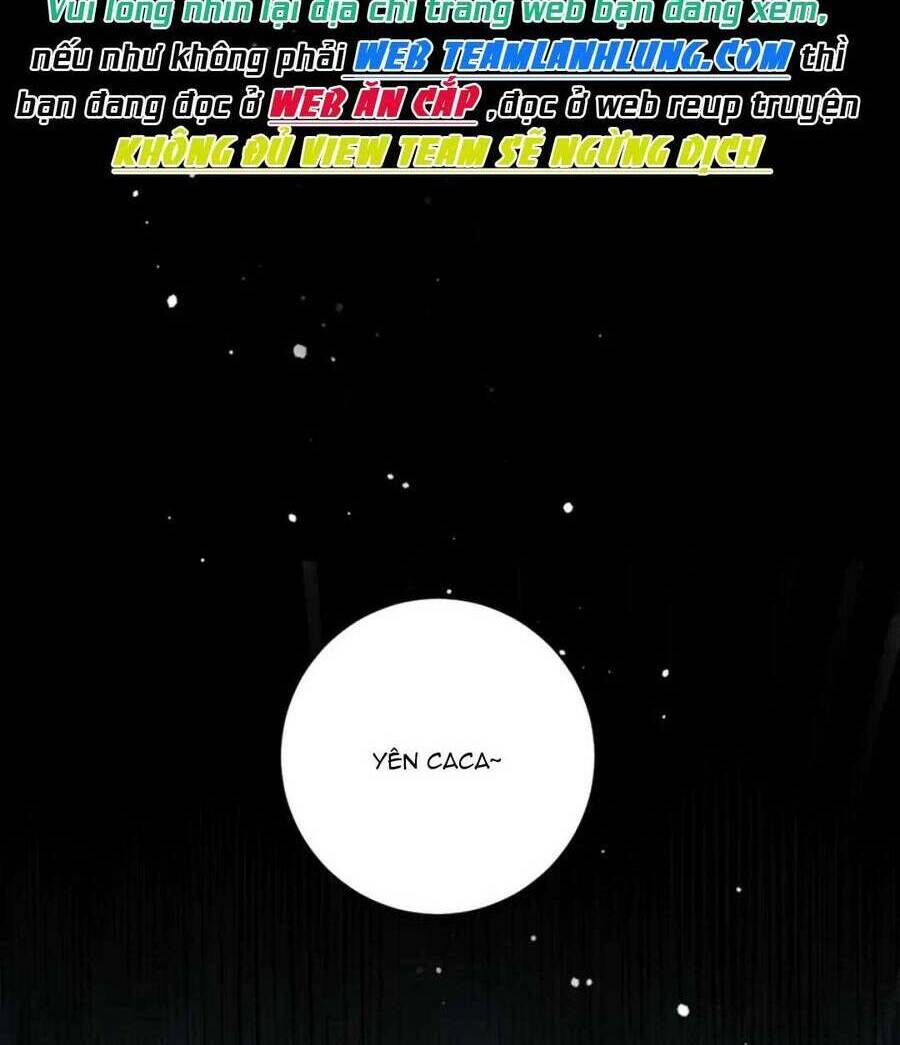 Vui lòng nhìn lại địa chỉ trang web bạn đang xem,
nếu như không phải WEB TEAMLANHLUNG.COM thì
bạn đang đọc ở WEB ĂN CẮP ,đọc ở web reup truyện
KHÔNG ĐỦ VIEW TEAM SẼ NGỪNG DỊCH
YÊN CACA~